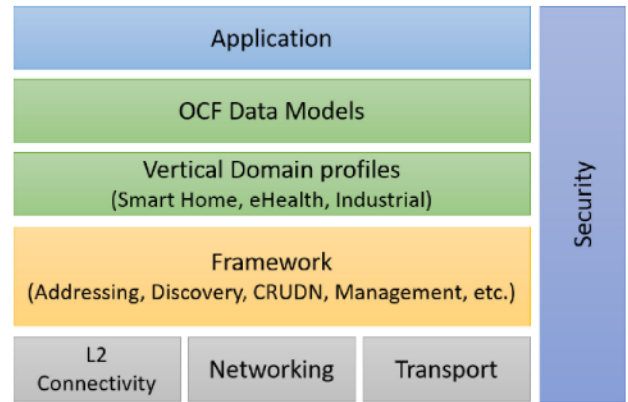 Application
OCF Data Models
Vertical Domain profiles
(Smart Home, eHealth, Industrial)
Framework
(Addressing, Discovery, CRUDN, Management, etc.)
L2
Connectivity
Networking
Transport
Security